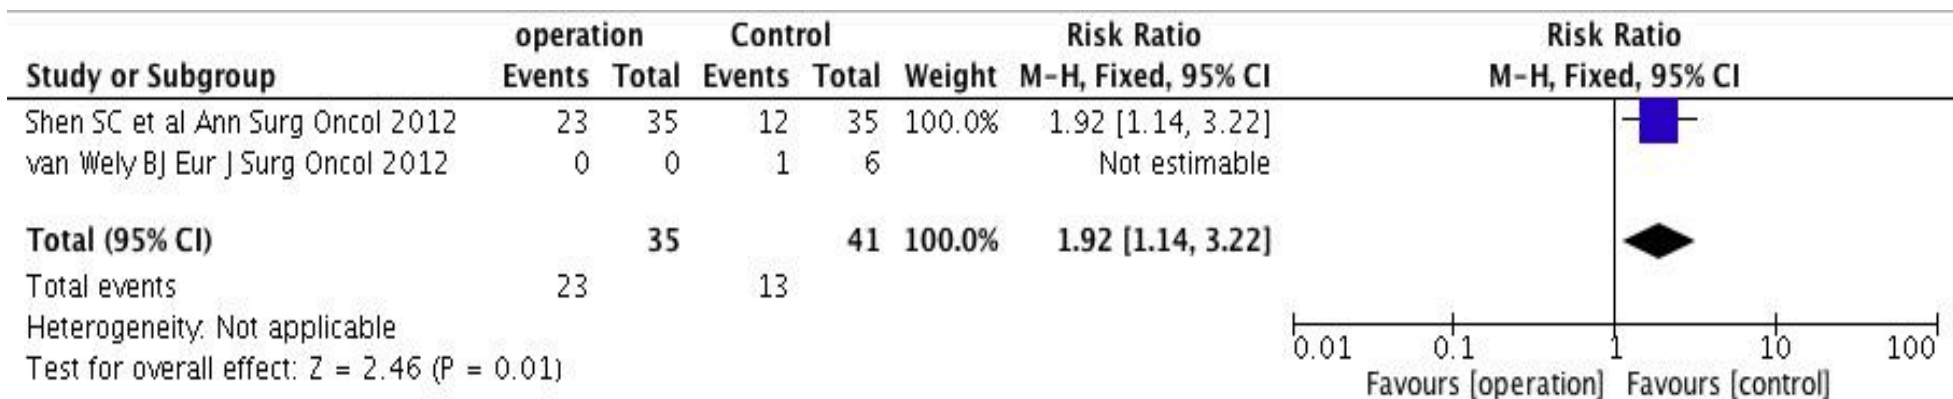 operation Control Risk Ratio Risk Ratio
Study or Subgroup Events Total Events Total Weight M-H, Fixed, 95% CI M-H, Fixed, 95% CI
Shen SC et al Ann Surg Oncol 2012 23 35 12 35 100.0% 1.92 [1.14, 3.22]
van Wely BJ Eur J Surg Oncol 2012 0 0 1 6 Not estimable
Total (95% CI) 35 41 100.0% 1.92 [1.14, 3.22]
Total events 23 13
Heterogeneity: Not applicable
Test for overall effect: Z = 2.46 (P = 0.01)
0.01 0.1 1 10 100
Favours [operation] Favours [control]